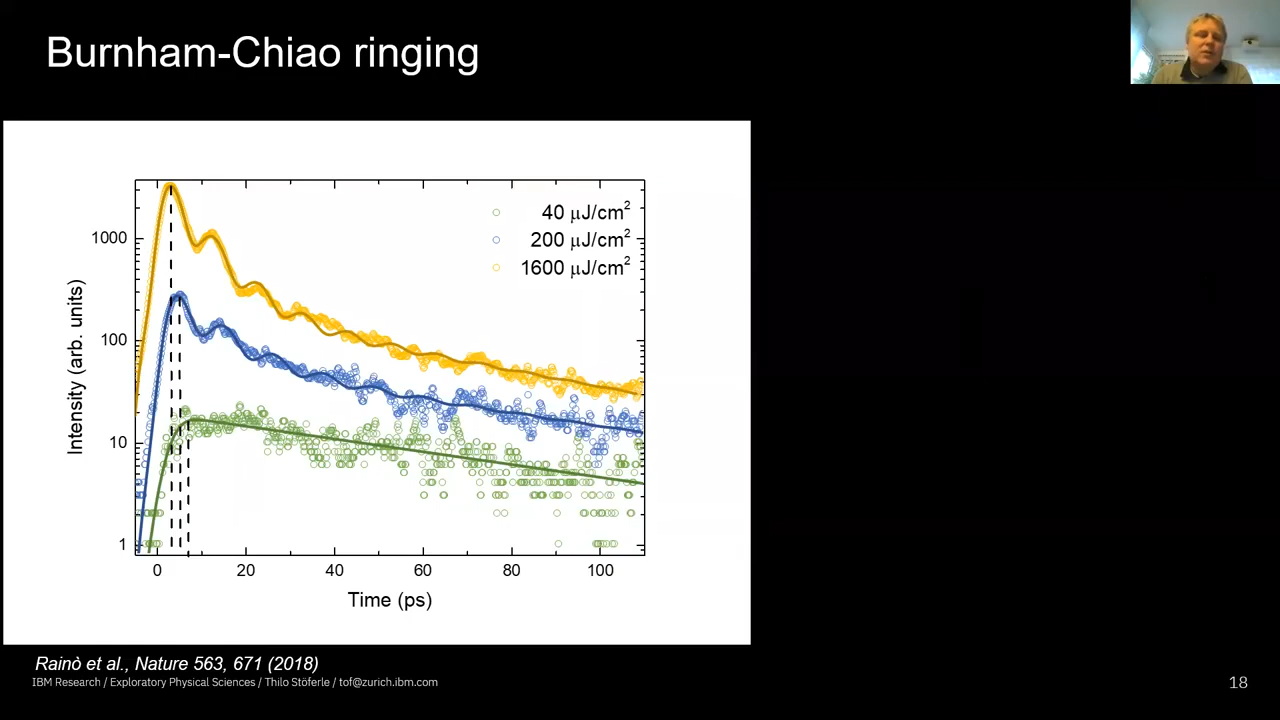 Burnham-Chiao ringing
40 μJ/cm²
200 μJ/cm²
1600 μJ/cm²
1000
100
10
1
Intensity (arb. units)
0 20 40 60 80 100
Time (ps)
Rainò et al., Nature 563, 671 (2018)
IBM Research / Exploratory Physical Sciences / Thilo Stöferle / tof@zurich.ibm.com
18